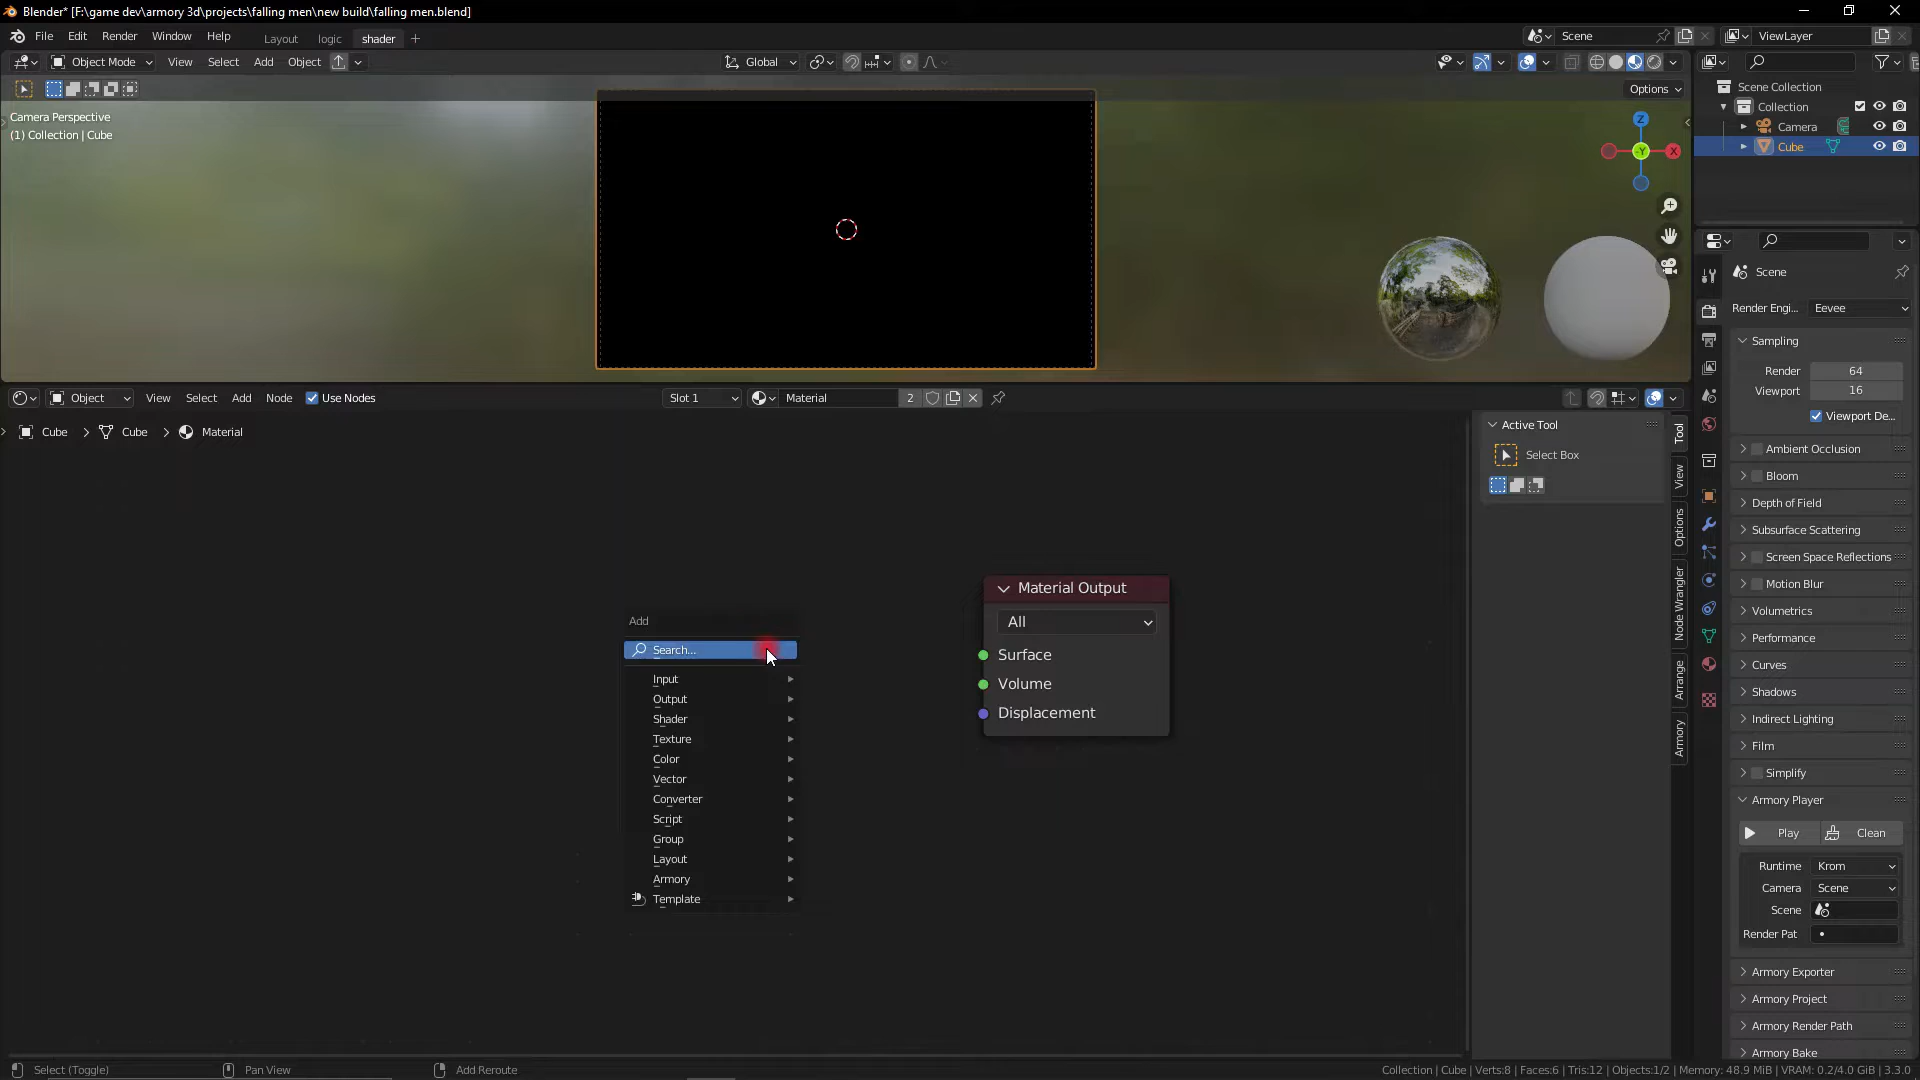 Blender* [F:\game dev\armory 3d\projects\falling men\new build\falling men.blend]
File Edit Render Window Help Layout logic shader + Scene ViewLayer
Object Mode View Select Add Object Global
Options
Camera Perspective
(1) Collection | Cube
Z
-Y X
Scene Collection
Collection
Camera
Cube
Scene
Render Engi... Eevee
Sampling
Render 64
Viewport 16
Viewport De...
Ambient Occlusion
Bloom
Depth of Field
Subsurface Scattering
Screen Space Reflections
Motion Blur
Volumetrics
Performance
Curves
Shadows
Indirect Lighting
Film
Simplify
Armory Player
Play Clean
Runtime Krom
Camera Scene
Scene
Render Pat
Armory Exporter
Armory Project
Armory Render Path
Armory Bake
Object View Select Add Node Use Nodes Slot 1 Material 2
Cube > Cube > Material
Active Tool
Select Box
Tool
View
Options
Node Wrangler
Arrange
Armory
Add
Search...
Input
Output
Shader
Texture
Color
Vector
Converter
Script
Group
Layout
Armory
Template
Material Output
All
Surface
Volume
Displacement
Select (Toggle) Pan View Add Reroute Collection | Cube | Verts:8 | Faces:6 | Tris:12 | Objects:1/2 | Memory: 48.9 MiB | VRAM: 0.2/4.0 GiB | 3.3.0